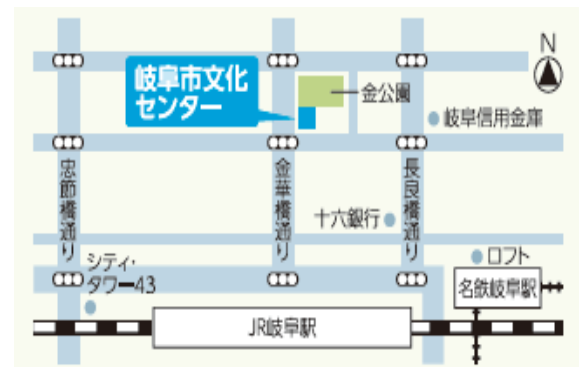 N
岐阜市文化
センター
金公園
岐阜信用金庫
忠節橋通り
金華橋通り
長良橋通り
十六銀行
シティ・
タワー43
ロフト
名鉄岐阜駅
JR岐阜駅